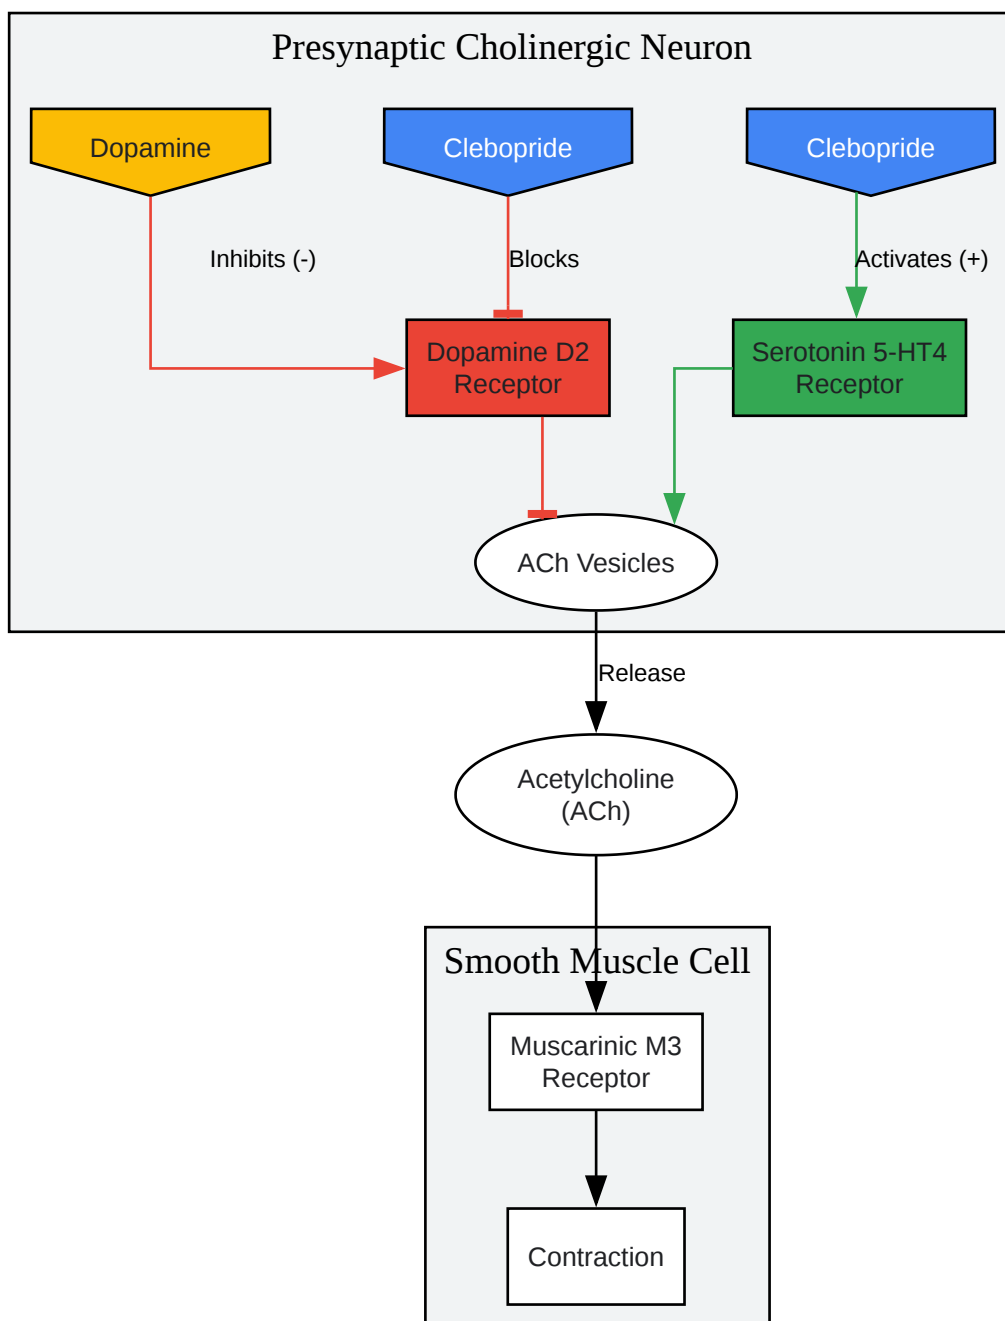 Presynaptic Cholinergic Neuron
Dopamine
Clebopride
Clebopride
Inhibits (-)
Blocks
Activates (+)
Dopamine D2
Receptor
Serotonin 5-HT4
Receptor
ACh Vesicles
Release
Acetylcholine
(ACh)
Smooth Muscle Cell
Muscarinic M3
Receptor
Contraction